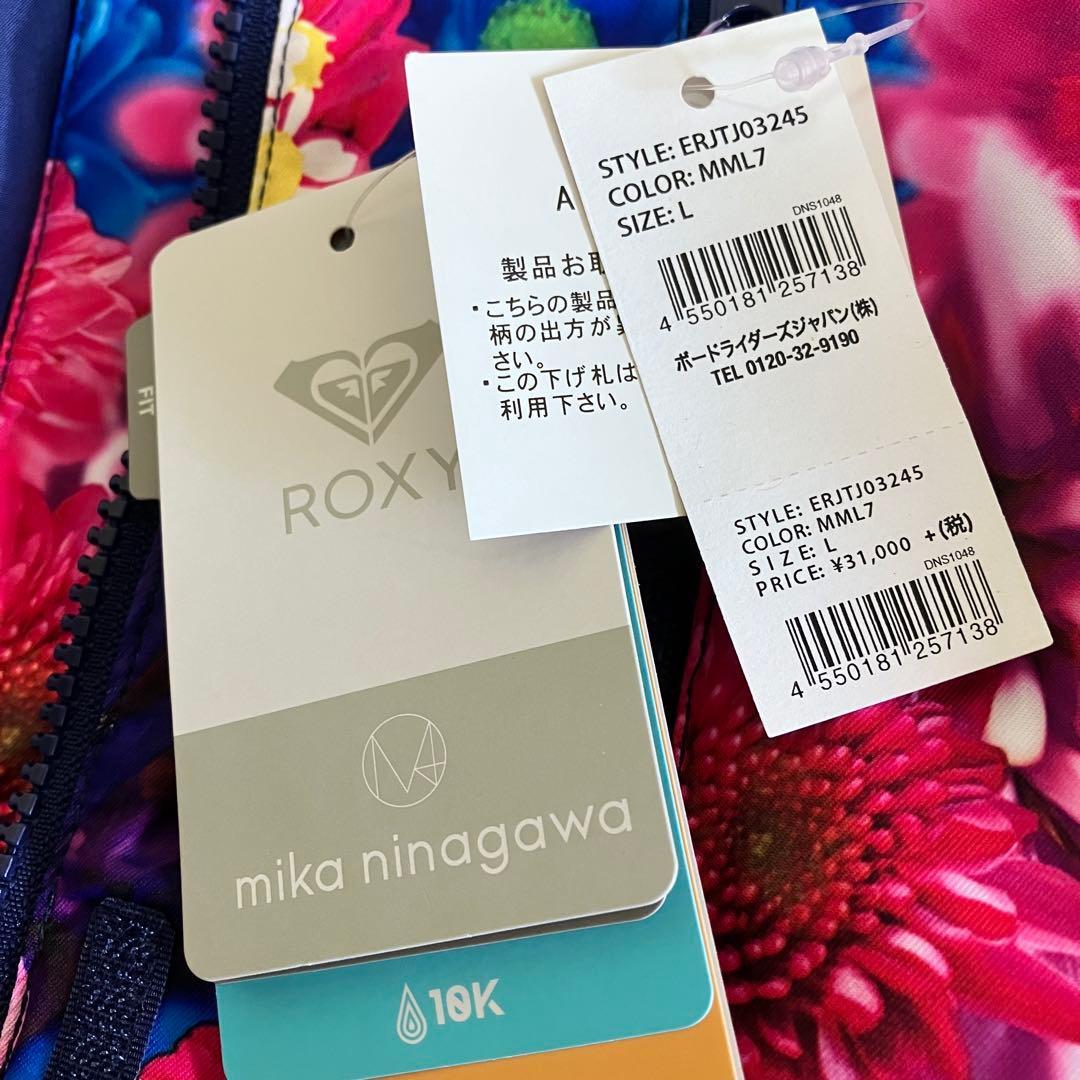 FIT
ROXY
mika ninagawa
10K
A
製品お取
・こちらの製品
柄の出方が
さい。
・この下げ札は
利用下さい。
STYLE: ERJTJ03245
COLOR: MML7
SIZE: L
DNS1048
4 550181 257138
ボードライダーズジャパン(株)
TEL 0120-32-9190
STYLE: ERJTJ03245
COLOR: MML7
SIZE: L
PRICE: ¥31,000 +(税)
DNS1048
4 550181 257138